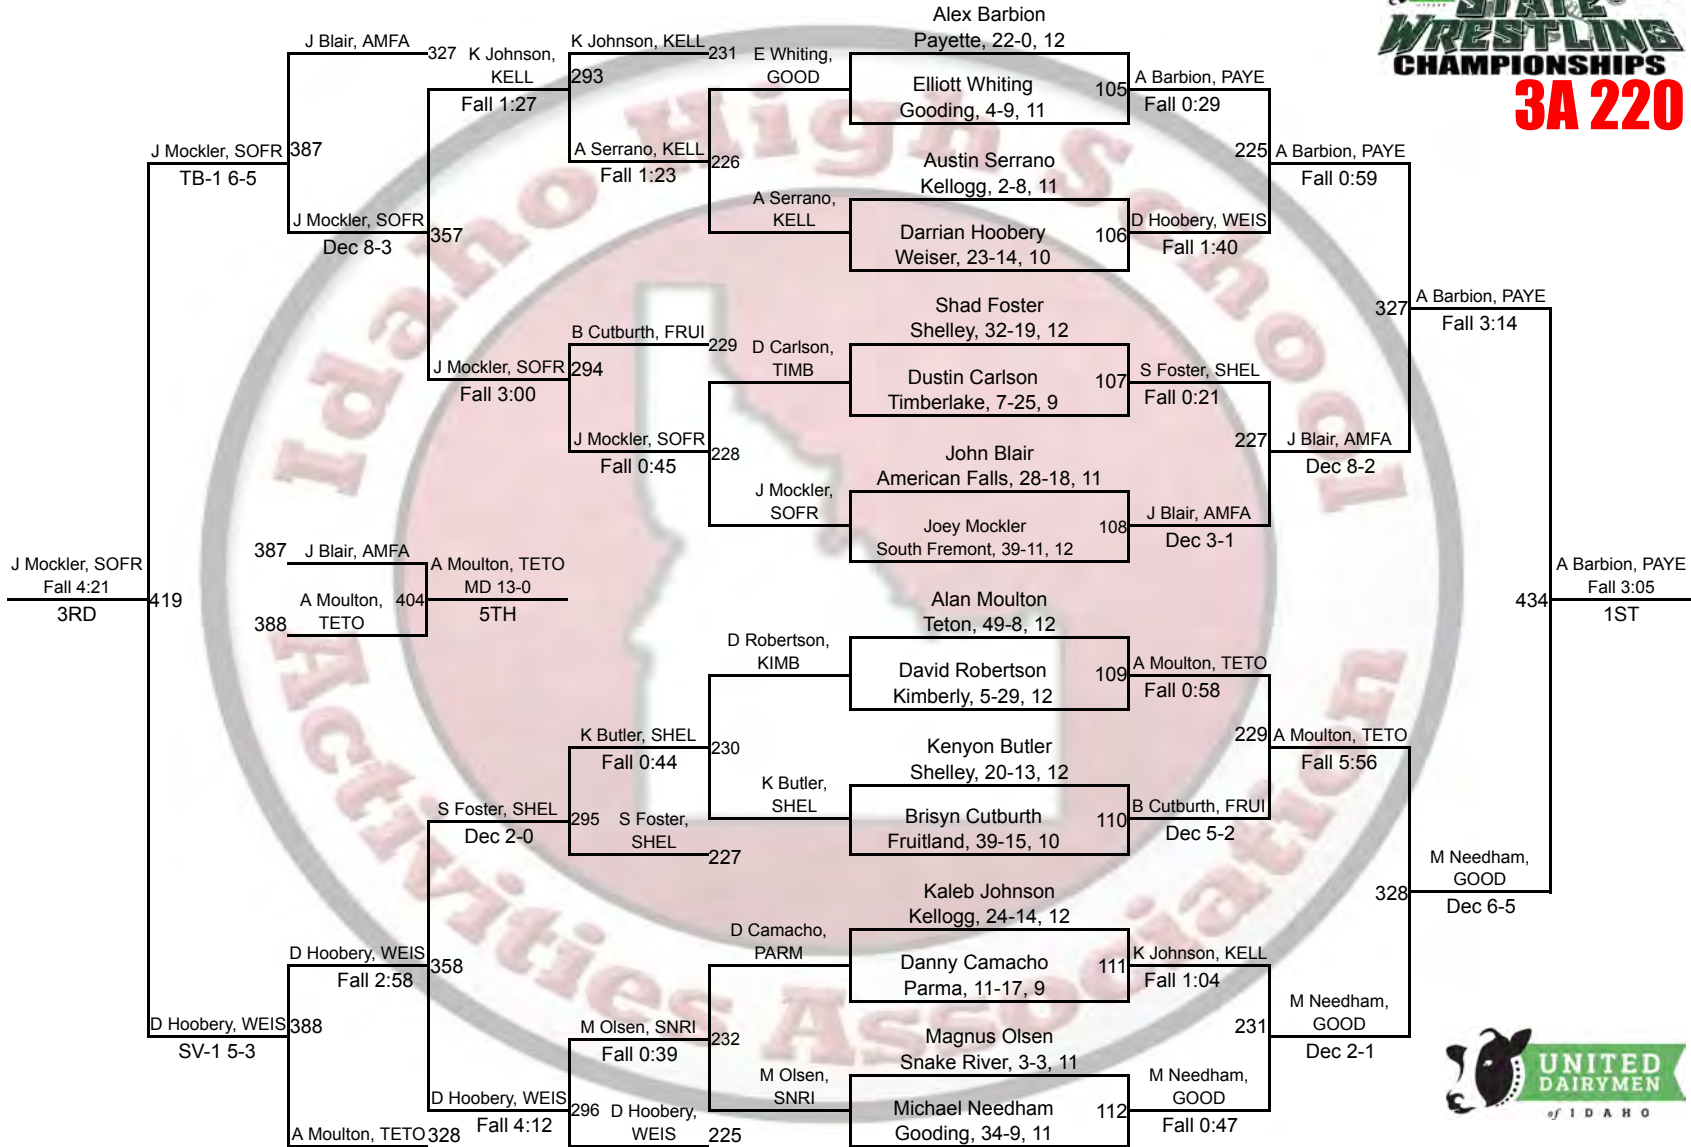 STATE
WRESTLING
CHAMPIONSHIPS
3A 220
Idaho High School
Activities Association
Alex Barbion
Payette, 22-0, 12
Elliott Whiting
Gooding, 4-9, 11
105
A Barbion, PAYE
Fall 0:29
Austin Serrano
Kellogg, 2-8, 11
Darrian Hoobery
Weiser, 23-14, 10
106
D Hoobery, WEIS
Fall 1:40
Shad Foster
Shelley, 32-19, 12
Dustin Carlson
Timberlake, 7-25, 9
107
S Foster, SHEL
Fall 0:21
John Blair
American Falls, 28-18, 11
Joey Mockler
South Fremont, 39-11, 12
108
J Blair, AMFA
Dec 3-1
Alan Moulton
Teton, 49-8, 12
David Robertson
Kimberly, 5-29, 12
109
A Moulton, TETO
Fall 0:58
Kenyon Butler
Shelley, 20-13, 12
Brisyn Cutburth
Fruitland, 39-15, 10
110
B Cutburth, FRUI
Dec 5-2
Kaleb Johnson
Kellogg, 24-14, 12
Danny Camacho
Parma, 11-17, 9
111
K Johnson, KELL
Fall 1:04
Magnus Olsen
Snake River, 3-3, 11
Michael Needham
Gooding, 34-9, 11
112
M Needham,
GOOD
Fall 0:47
225
A Barbion, PAYE
Fall 0:59
227
J Blair, AMFA
Dec 8-2
229
A Moulton, TETO
Fall 5:56
231
M Needham,
GOOD
Dec 2-1
327
A Barbion, PAYE
Fall 3:14
328
M Needham,
GOOD
Dec 6-5
434
A Barbion, PAYE
Fall 3:05
1ST
E Whiting,
GOOD
A Serrano,
KELL
226
D Carlson,
TIMB
J Mockler,
SOFR
228
D Robertson,
KIMB
K Butler,
SHEL
230
D Camacho,
PARM
M Olsen,
SNRI
232
K Johnson, KELL
231
A Serrano, KELL
Fall 1:23
293
B Cutburth, FRUI
229
J Mockler, SOFR
Fall 0:45
294
K Butler, SHEL
Fall 0:44
S Foster,
SHEL
227
295
M Olsen, SNRI
Fall 0:39
D Hoobery,
WEIS
225
296
K Johnson,
KELL
Fall 1:27
J Mockler, SOFR
Fall 3:00
357
S Foster, SHEL
Dec 2-0
D Hoobery, WEIS
Fall 4:12
358
J Blair, AMFA
327
J Mockler, SOFR
Dec 8-3
387
D Hoobery, WEIS
Fall 2:58
A Moulton, TETO
328
388
J Mockler, SOFR
TB-1 6-5
D Hoobery, WEIS
SV-1 5-3
419
J Mockler, SOFR
Fall 4:21
3RD
387
J Blair, AMFA
388
A Moulton,
TETO
404
A Moulton, TETO
MD 13-0
5TH
UNITED
DAIRYMEN
of IDAHO